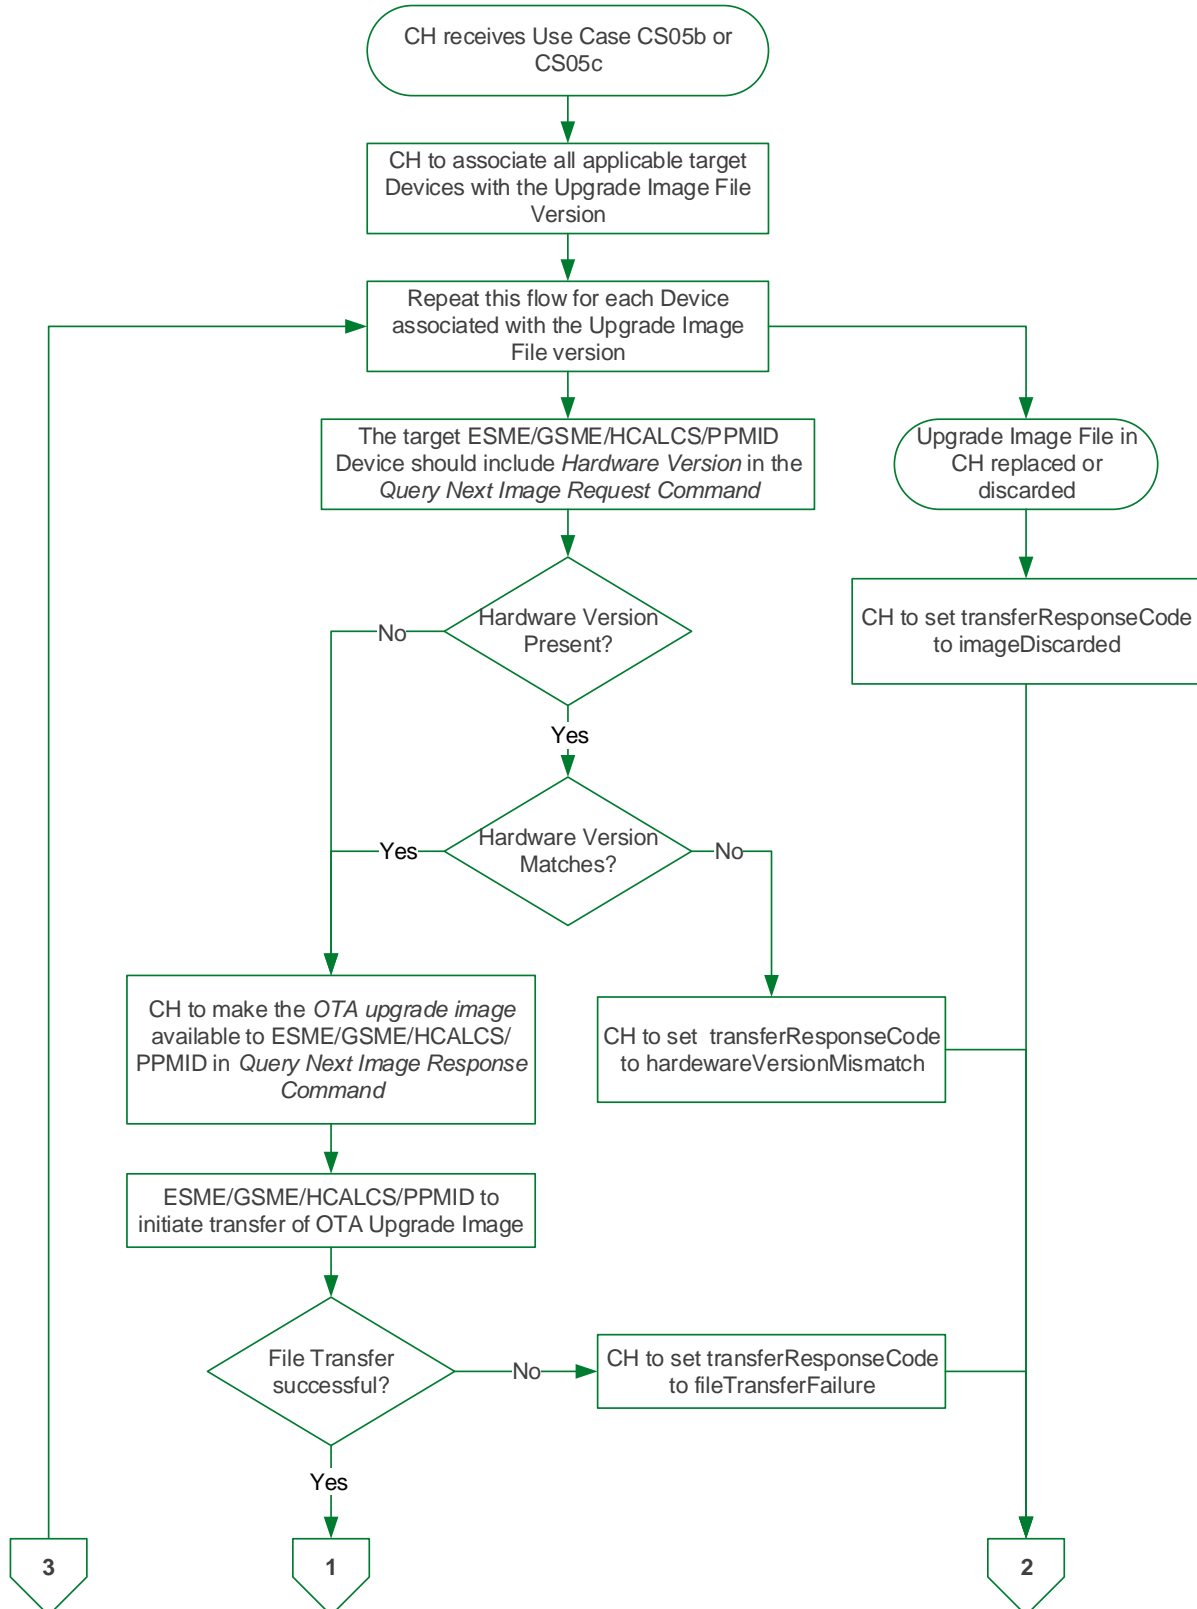 CH receives Use Case CS05b or
CS05c
CH to associate all applicable target
Devices with the Upgrade Image File
Version
Repeat this flow for each Device
associated with the Upgrade Image
File version
The target ESME/GSME/HCALCS/PPMID
Device should include Hardware Version in the
Query Next Image Request Command
Upgrade Image File in
CH replaced or
discarded
Hardware Version
Present?
No
Yes
CH to set transferResponseCode
to imageDiscarded
Hardware Version
Matches?
Yes
No
CH to make the OTA upgrade image
available to ESME/GSME/HCALCS/
PPMID in Query Next Image Response
Command
CH to set transferResponseCode
to hardewareVersionMismatch
ESME/GSME/HCALCS/PPMID to
initiate transfer of OTA Upgrade Image
File Transfer
successful?
No
CH to set transferResponseCode
to fileTransferFailure
Yes
3
1
2